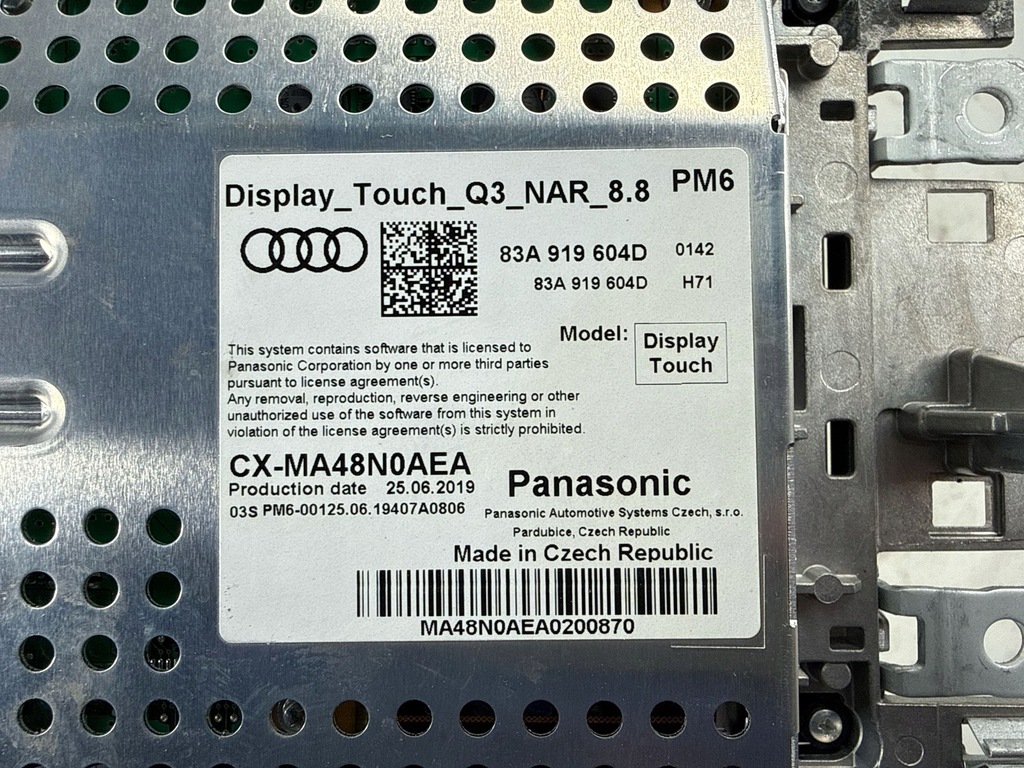 Display_Touch_Q3_NAR_8.8 PM6
83A 919 604D 0142
83A 919 604D H71
Model: Display Touch
This system contains software that is licensed to
Panasonic Corporation by one or more third parties
pursuant to license agreement(s).
Any removal, reproduction, reverse engineering or other
unauthorized use of the software from this system in
violation of the license agreement(s) is strictly prohibited.
CX-MA48N0AEA
Production date 25.06.2019
03S PM6-00125.06.19407A0806
Panasonic
Panasonic Automotive Systems Czech, s.r.o.
Pardubice, Czech Republic
Made in Czech Republic
MA48N0AEA0200870